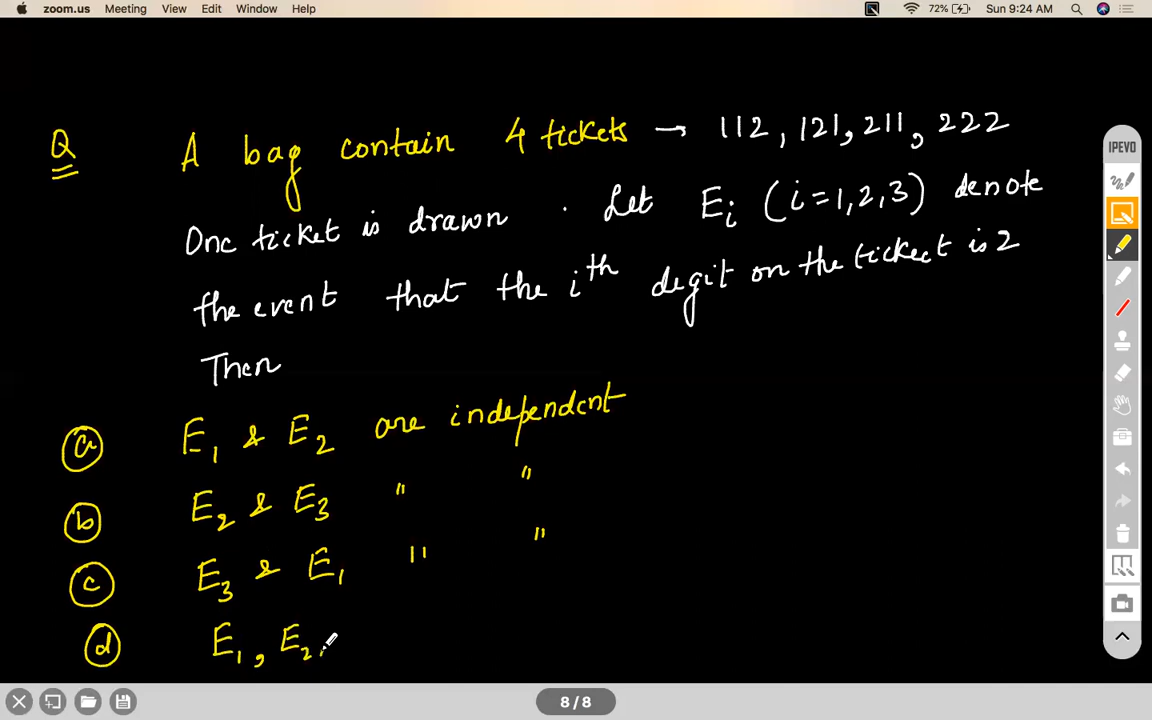 zoom.us Meeting View Edit Window Help 72% Sun 9:24 AM
Q A bag contain 4 tickets → 112, 121, 211, 222
One ticket is drawn . Let Ei (i=1,2,3) denote
the event that the ith degit on the tickect is 2
Then
a E1 & E2 are independent
b E2 & E3 " "
c E3 & E1 " "
d E1, E2,
IPEVO
8/8